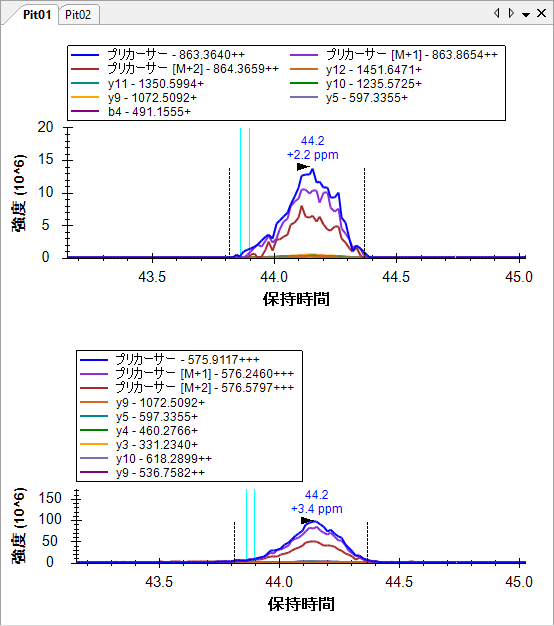 Pit01 Pit02
プリカーサー - 863.3640++ プリカーサー [M+1] - 863.8654++
プリカーサー [M+2] - 864.3659++ y12 - 1451.6471+
y11 - 1350.5994+ y10 - 1235.5725+
y9 - 1072.5092+ y5 - 597.3355+
b4 - 491.1555+
強度 (10^6)
20
15
10
5
0
44.2
+2.2 ppm
43.5 44.0 44.5 45.0
保持時間
プリカーサー - 575.9117+++
プリカーサー [M+1] - 576.2460+++
プリカーサー [M+2] - 576.5797+++
y9 - 1072.5092+
y5 - 597.3355+
y4 - 460.2766+
y3 - 331.2340+
y10 - 618.2899++
y9 - 536.7582++
強度 (10^6)
150
100
50
0
44.2
+3.4 ppm
43.5 44.0 44.5 45.0
保持時間